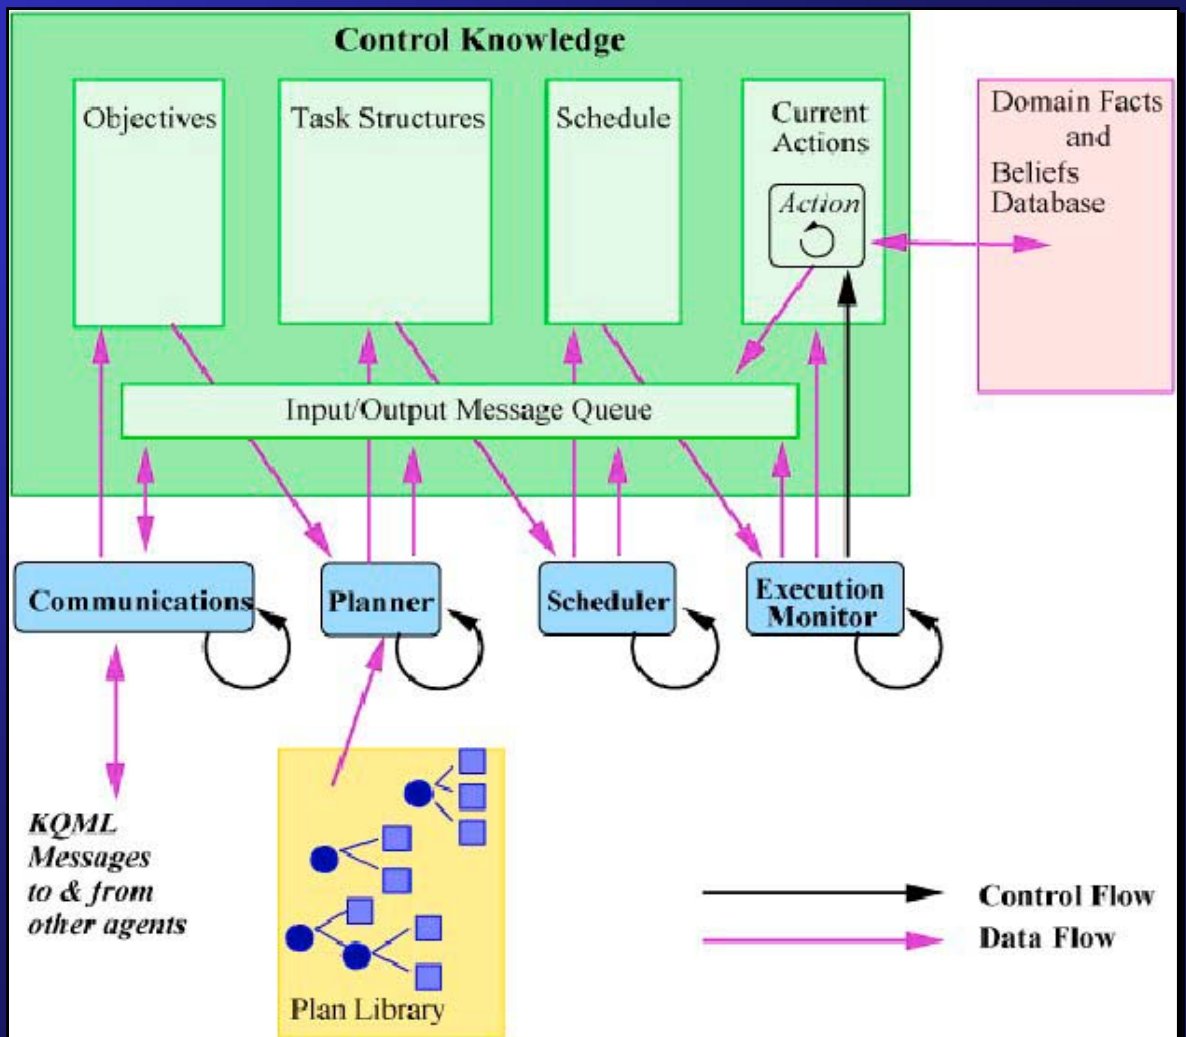 Control Knowledge
Objectives
Task Structures
Schedule
Current
Actions
Action
Domain Facts
and
Beliefs
Database
Input/Output Message Queue
Communications
Planner
Scheduler
Execution
Monitor
KQML
Messages
to & from
other agents
Plan Library
Control Flow
Data Flow